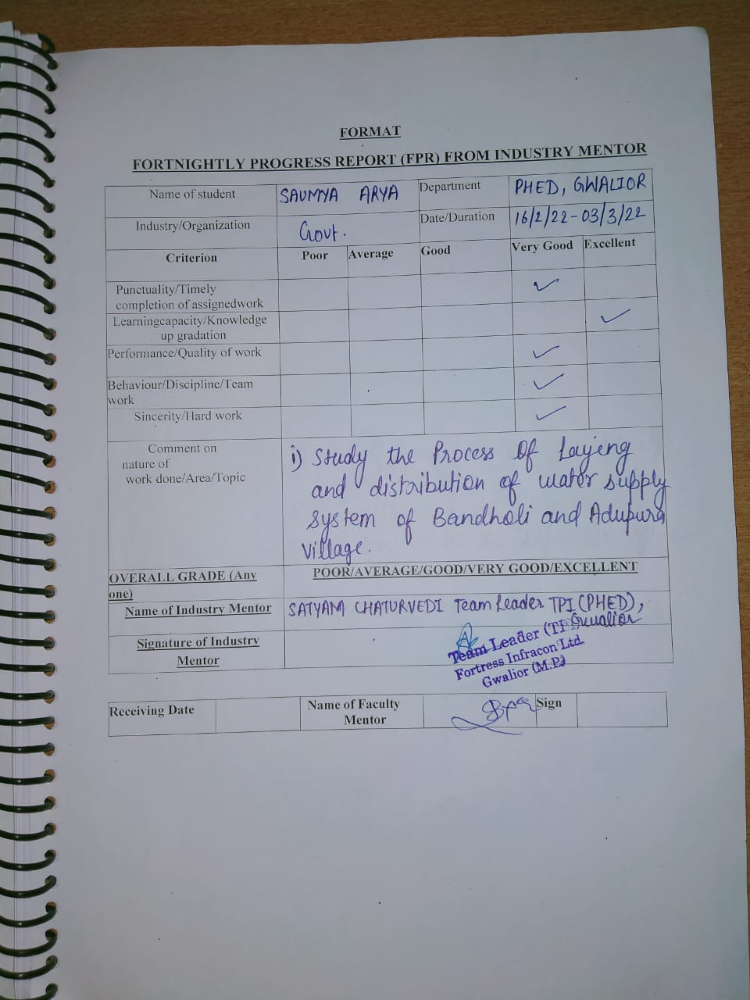 FORMAT
FORTNIGHTLY PROGRESS REPORT (FPR) FROM INDUSTRY MENTOR
Name of student SAUMYA ARYA Department PHED, GWALIOR
Industry/Organization Govt. Date/Duration 16/2/22-03/3/22
Criterion Poor Average Good Very Good Excellent
Punctuality/Timely
completion of assignedwork ✓
Learningcapacity/Knowledge
up gradation ✓
Performance/Quality of work ✓
Behaviour/Discipline/Team
work ✓
Sincerity/Hard work ✓
Comment on
nature of
work done/Area/Topic
i) Study the Process Of Layeng
and distribution of water supply
system of Bandholi and Adupura
village.
OVERALL GRADE (Any
one)
POOR/AVERAGE/GOOD/VERY GOOD/EXCELLENT
Name of Industry Mentor SATYAM CHATURVEDI Team Leader TPI (PHED),
Gwalior
Signature of Industry
Mentor
Team Leader (TP
Fortress Infracon Ltd.
Gwalior (M.P.)
Receiving Date Name of Faculty
Mentor Sign